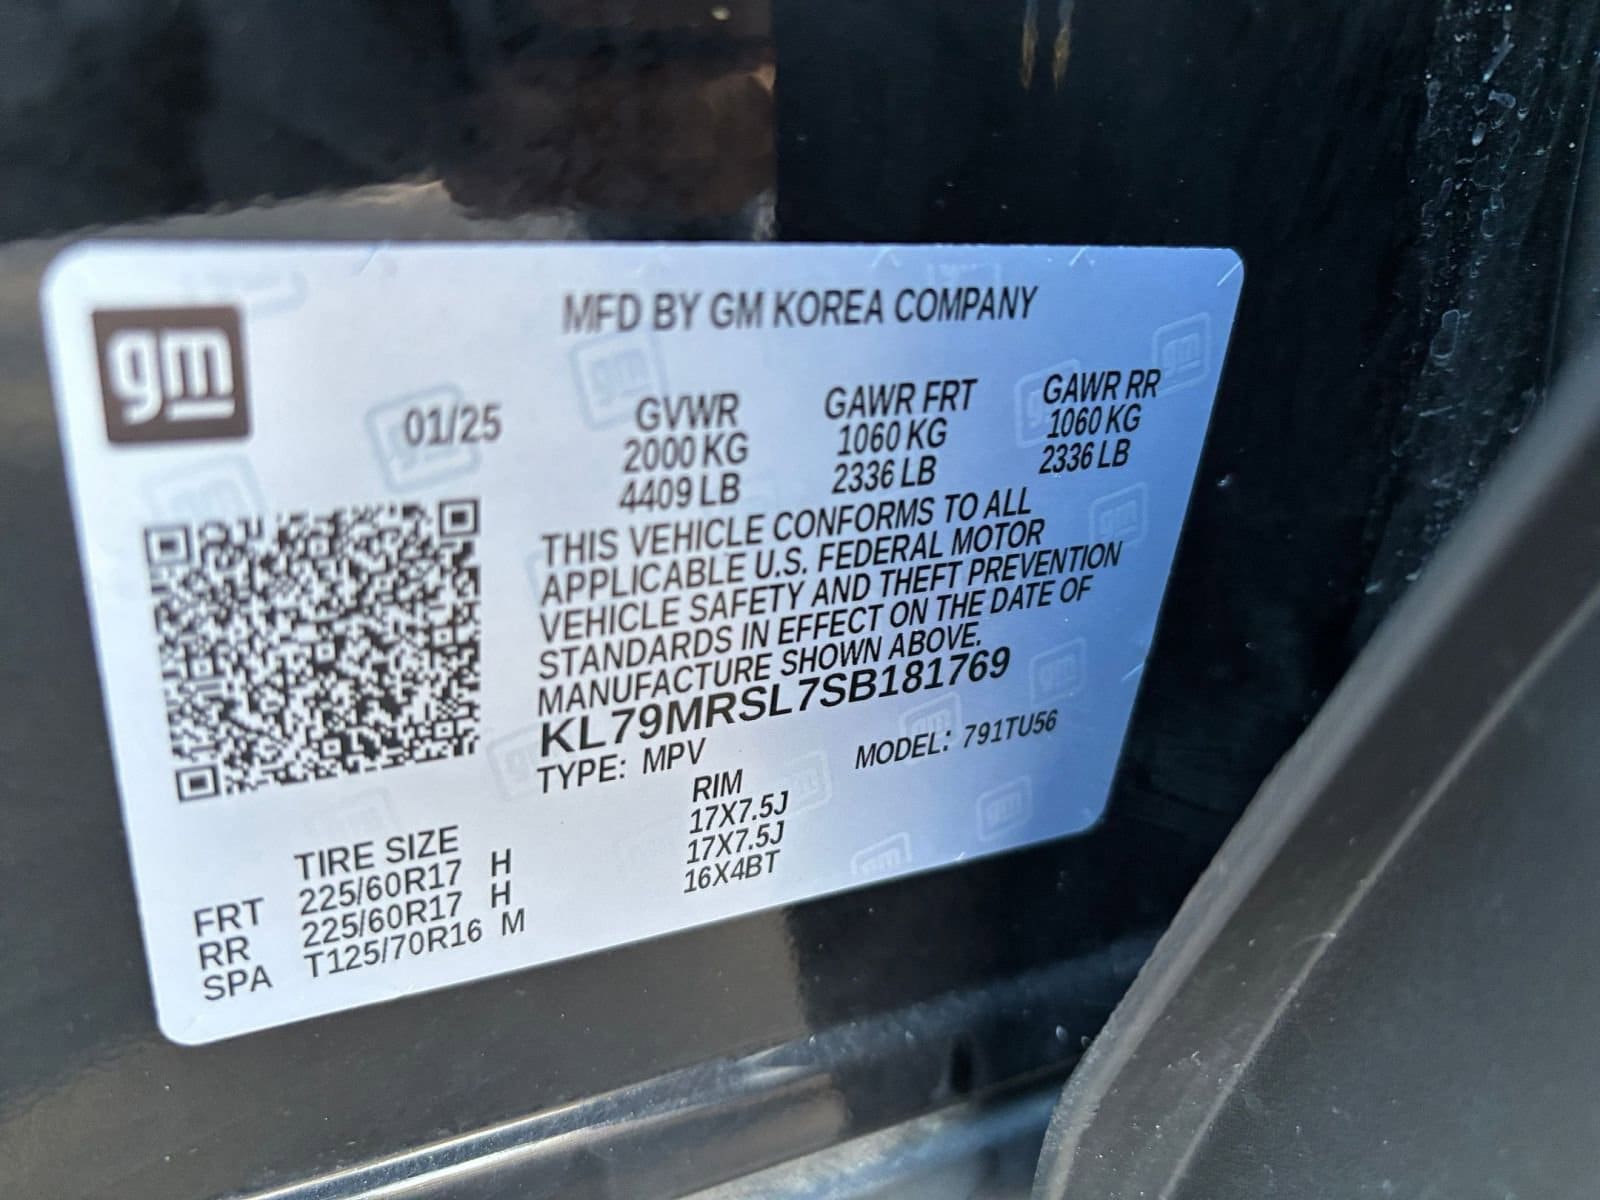 gm
MFD BY GM KOREA COMPANY
01/25
GVWR GAWR FRT GAWR RR
2000 KG 1060 KG 1060 KG
4409 LB 2336 LB 2336 LB
THIS VEHICLE CONFORMS TO ALL
APPLICABLE U.S. FEDERAL MOTOR
VEHICLE SAFETY AND THEFT PREVENTION
STANDARDS IN EFFECT ON THE DATE OF
MANUFACTURE SHOWN ABOVE.
KL79MRSL7SB181769
TYPE: MPV MODEL: 791TU56
TIRE SIZE RIM
FRT 225/60R17 H 17X7.5J
RR 225/60R17 H 17X7.5J
SPA T125/70R16 M 16X4BT